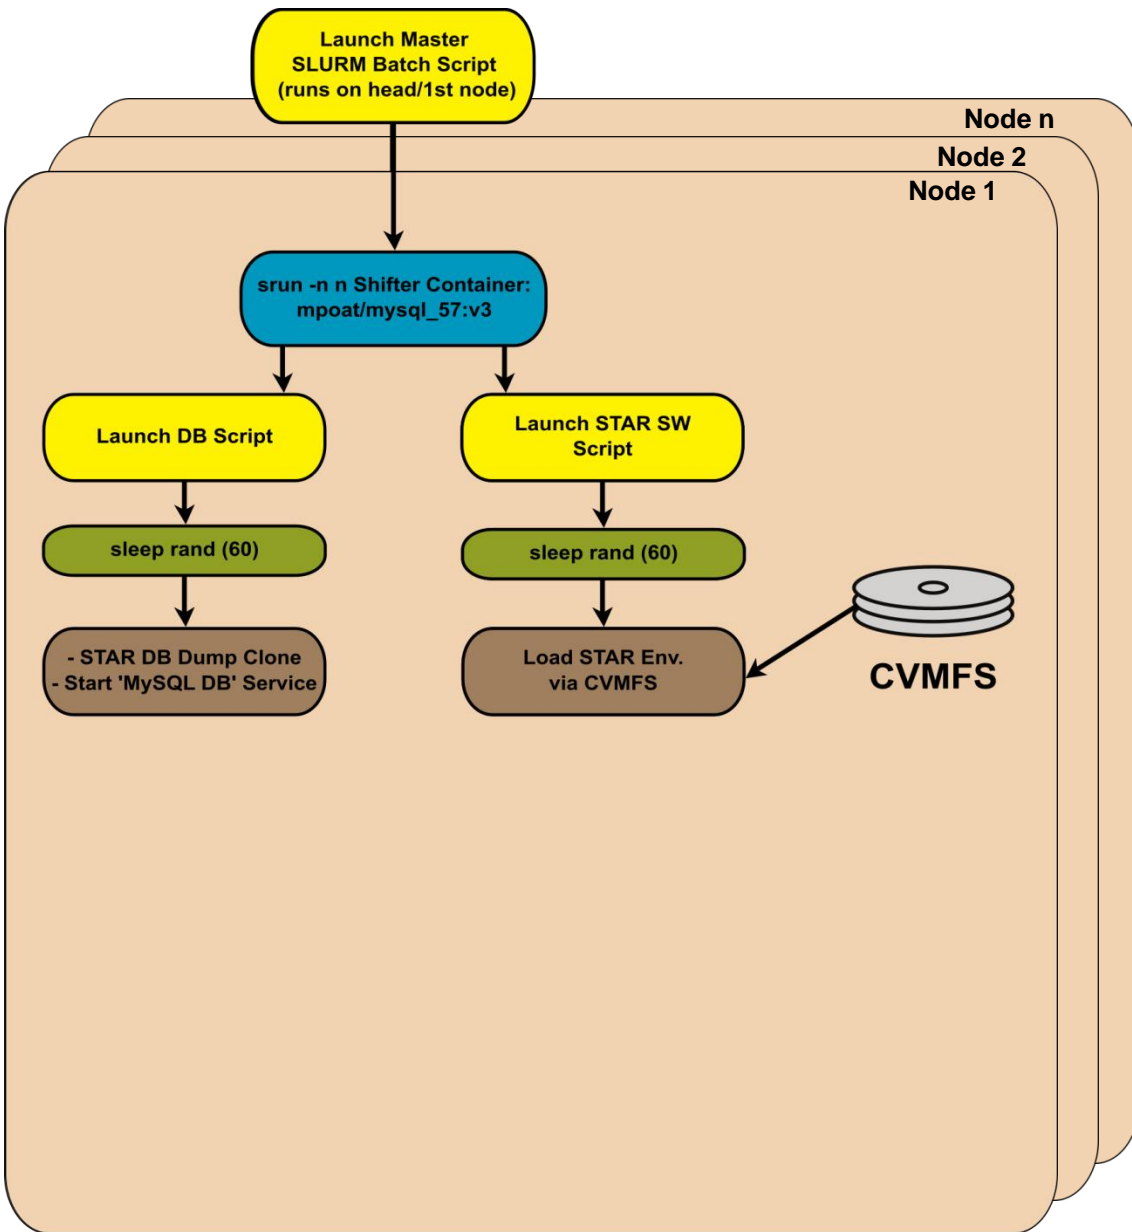 Launch Master
SLURM Batch Script
(runs on head/1st node)
Node n
Node 2
Node 1
srun -n n Shifter Container:
mpoat/mysql_57:v3
Launch DB Script
Launch STAR SW
Script
sleep rand (60)
sleep rand (60)
- STAR DB Dump Clone
- Start 'MySQL DB' Service
Load STAR Env.
via CVMFS
CVMFS